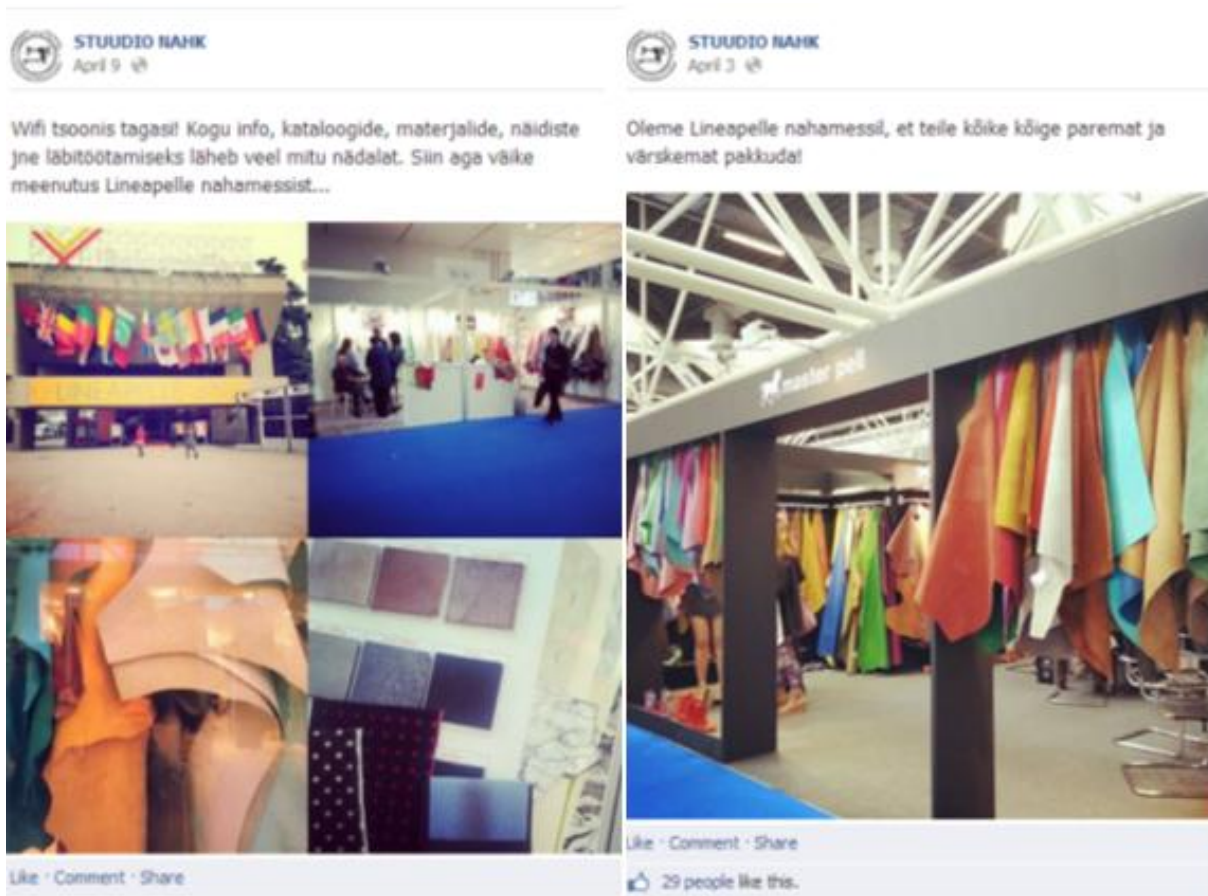 STUUDIO NAHK
April 9
Wifi tsoonis tagasi! Kogu info, kataloogide, materjalide, näidiste
jne läbitöötamiseks läheb veel mitu nädalat. Siin aga väike
meenutus Lineapelle nahamessist...
LINEAPELLE
Like · Comment · Share
STUUDIO NAHK
April 3
Oleme Lineapelle nahamessil, et teile kõike kõige paremat ja
värskemat pakkuda!
master pell
Like · Comment · Share
29 people like this.